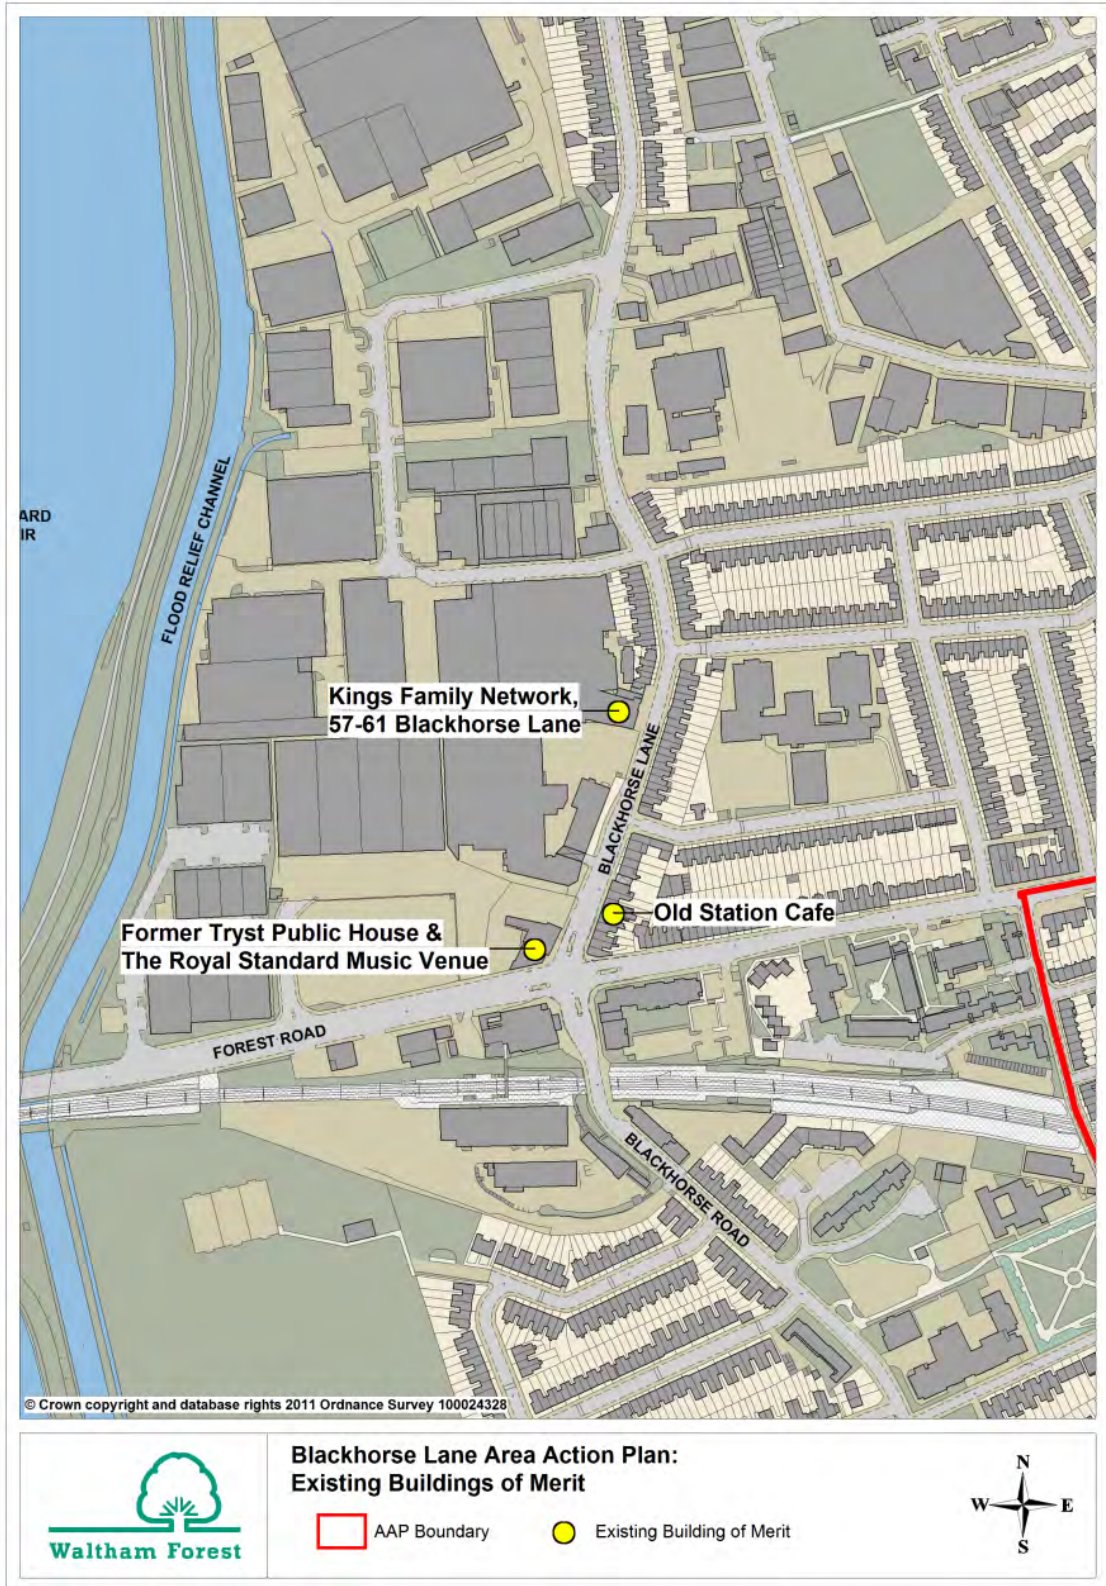 ARD
IR
FLOOD RELIEF CHANNEL
Kings Family Network,
57-61 Blackhorse Lane
BLACKHORSE LANE
Old Station Cafe
Former Tryst Public House &
The Royal Standard Music Venue
FOREST ROAD
BLACKHORSE ROAD
© Crown copyright and database rights 2011 Ordnance Survey 100024328
Waltham Forest
Blackhorse Lane Area Action Plan:
Existing Buildings of Merit
AAP Boundary
Existing Building of Merit
N
W
E
S